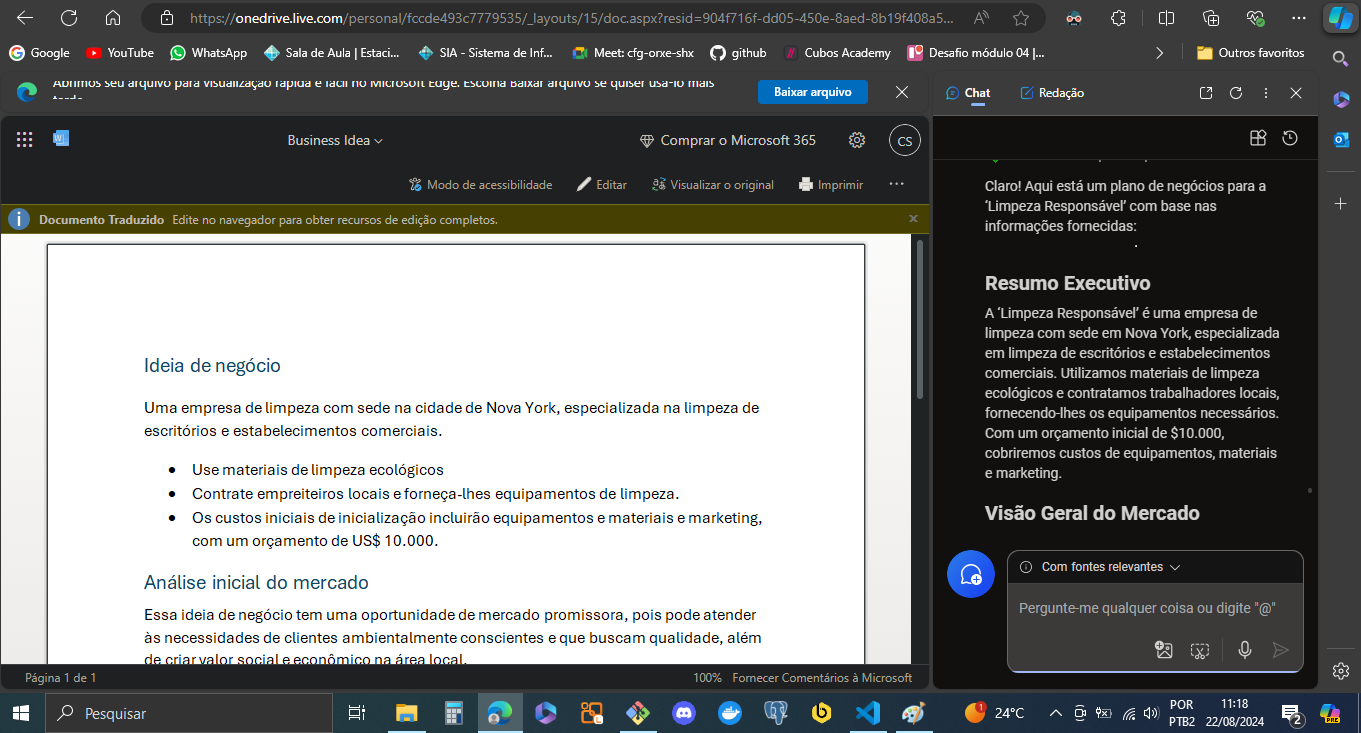 https://onedrive.live.com/personal/fccde493c7779535/_layouts/15/doc.aspx?resid=904f716f-dd05-450e-8aed-8b19f408a5...
Google
YouTube
WhatsApp
Sala de Aula | Estaci...
SIA - Sistema de Inf...
Meet: cfg-orxe-shx
github
Cubos Academy
Desafio módulo 04 |...
Outros favoritos
Abrimos seu arquivo para visualização rápida e fácil no Microsoft Edge. Escolha Baixar arquivo se quiser usá-lo mais
tarde.
Baixar arquivo
Chat
Redação
Business Idea
Comprar o Microsoft 365
CS
Modo de acessibilidade
Editar
Visualizar o original
Imprimir
Documento Traduzido Edite no navegador para obter recursos de edição completos.
Ideia de negócio
Uma empresa de limpeza com sede na cidade de Nova York, especializada na limpeza de
escritórios e estabelecimentos comerciais.
• Use materiais de limpeza ecológicos
• Contrate empreiteiros locais e forneça-lhes equipamentos de limpeza.
• Os custos iniciais de inicialização incluirão equipamentos e materiais e marketing,
com um orçamento de US$ 10.000.
Análise inicial do mercado
Essa ideia de negócio tem uma oportunidade de mercado promissora, pois pode atender
às necessidades de clientes ambientalmente conscientes e que buscam qualidade, além
de criar valor social e econômico na área local.
Página 1 de 1
100%
Fornecer Comentários à Microsoft
Claro! Aqui está um plano de negócios para a
‘Limpeza Responsável’ com base nas
informações fornecidas:
Resumo Executivo
A ‘Limpeza Responsável’ é uma empresa de
limpeza com sede em Nova York, especializada
em limpeza de escritórios e estabelecimentos
comerciais. Utilizamos materiais de limpeza
ecológicos e contratamos trabalhadores locais,
fornecendo-lhes os equipamentos necessários.
Com um orçamento inicial de $10.000,
cobriremos custos de equipamentos, materiais
e marketing.
Visão Geral do Mercado
Com fontes relevantes
Pergunte-me qualquer coisa ou digite "@"
Pesquisar
1
24°C
POR
PTB2
11:18
22/08/2024
2
PRE